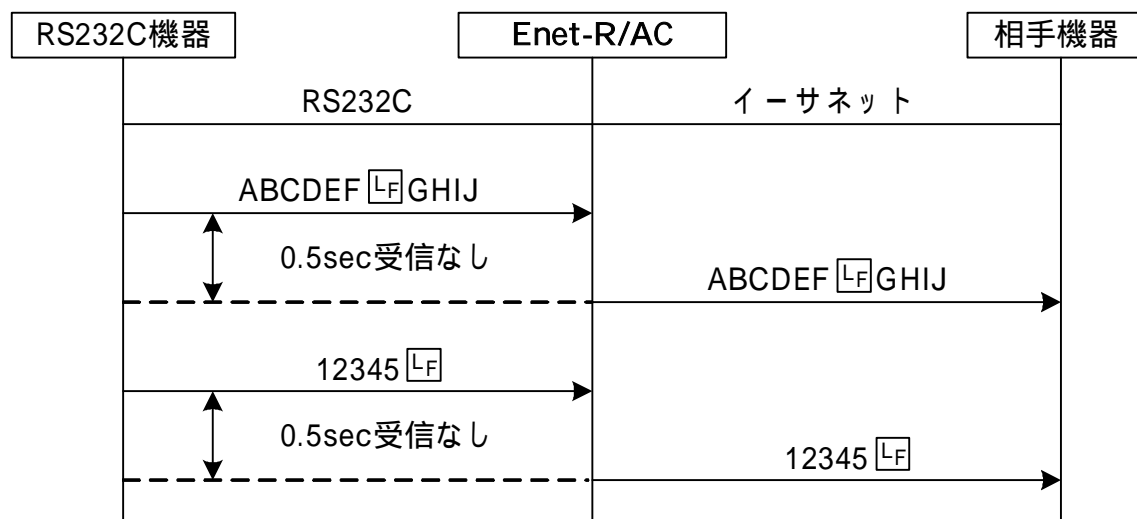 RS232C機器
Enet-R/AC
相手機器
RS232C
イーサネット
ABCDEF LF GHIJ
0.5sec受信なし
ABCDEF LF GHIJ
12345 LF
0.5sec受信なし
12345 LF